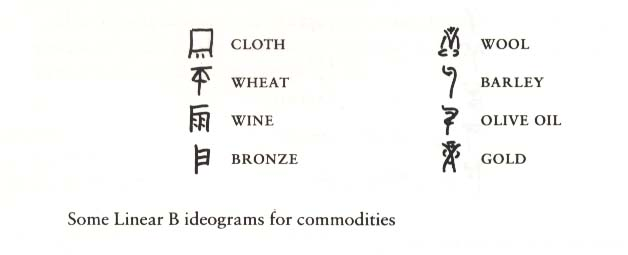 𐂧 CLOTH 𐂝 WOOL
𐂎 WHEAT 𐂏 BARLEY
𐂖 WINE 𐂕 OLIVE OIL
𐂚 BRONZE 𐂛 GOLD
Some Linear B ideograms for commodities